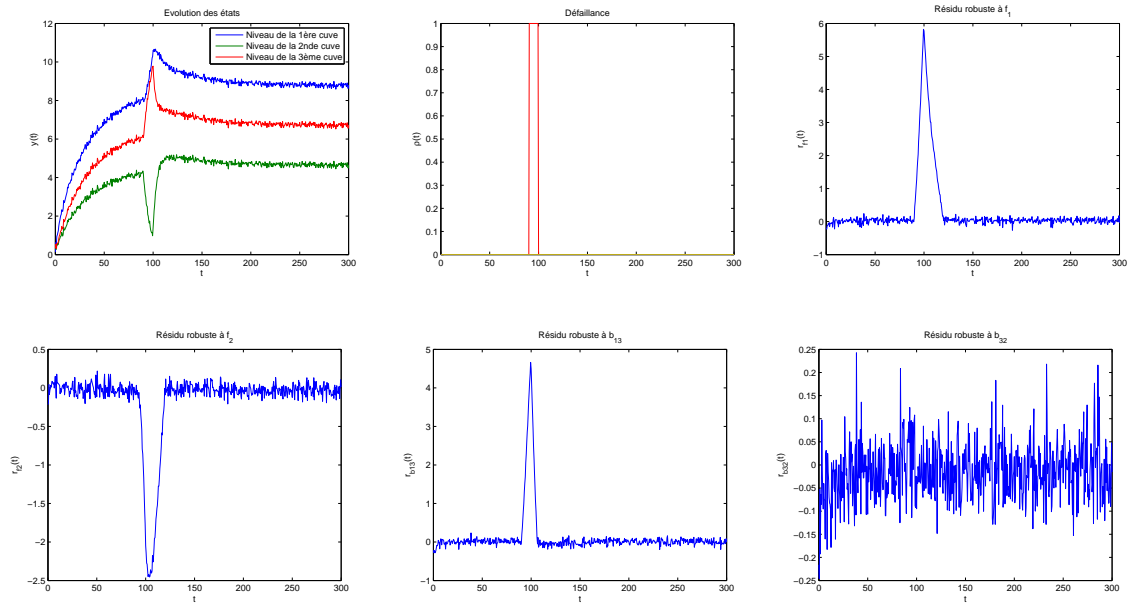 Evolution des états
12
10
8
6
4
2
0
y(t)
Niveau de la 1ère cuve
Niveau de la 2nde cuve
Niveau de la 3ème cuve
0 50 100 150 200 250 300
t
Défaillance
1
0.9
0.8
0.7
0.6
0.5
0.4
0.3
0.2
0.1
0
ρ(t)
0 50 100 150 200 250 300
t
Résidu robuste à f1
6
5
4
3
2
1
0
−1
rf1(t)
0 50 100 150 200 250 300
t
Résidu robuste à f2
0.5
0
−0.5
−1
−1.5
−2
−2.5
rf2(t)
0 50 100 150 200 250 300
t
Résidu robuste à b13
5
4
3
2
1
0
−1
rb13(t)
0 50 100 150 200 250 300
t
Résidu robuste à b32
0.25
0.2
0.15
0.1
0.05
0
−0.05
−0.1
−0.15
−0.2
0.25
rb32(t)
0 50 100 150 200 250 300
t